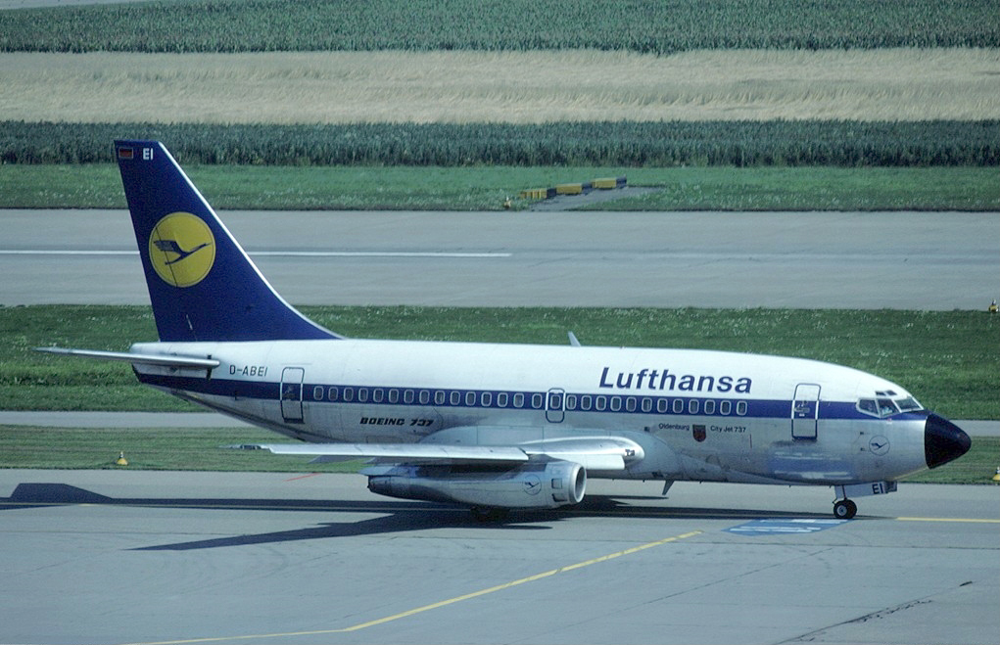 EI
D-ABEI
Lufthansa
BOEING 737
Oldenburg City Jet 737
EI